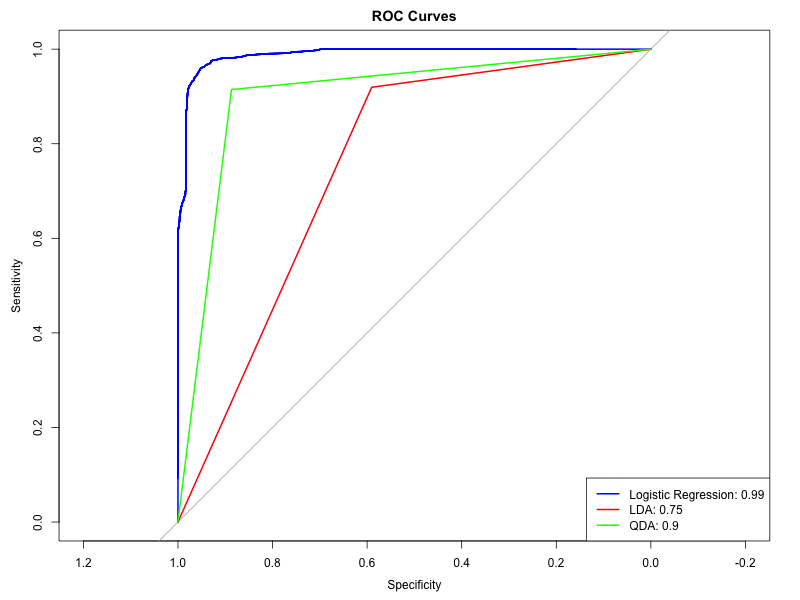 ROC Curves
Sensitivity
1.0
0.8
0.6
0.4
0.2
0.0
Logistic Regression: 0.99
LDA: 0.75
QDA: 0.9
1.2 1.0 0.8 0.6 0.4 0.2 0.0 -0.2
Specificity